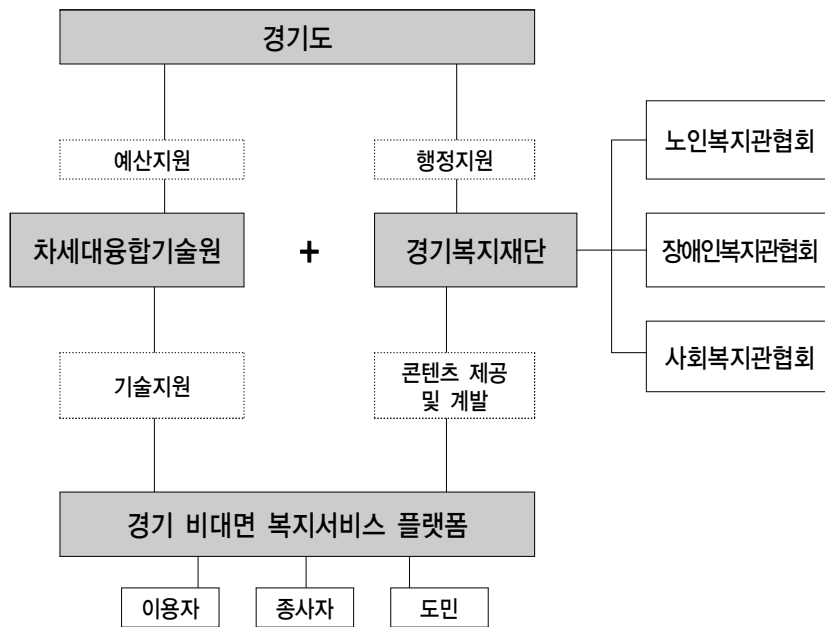 경기도
예산지원
행정지원
노인복지관협회
차세대융합기술원
+
경기복지재단
장애인복지관협회
사회복지관협회
기술지원
콘텐츠 제공
및 계발
경기 비대면 복지서비스 플랫폼
이용자
종사자
도민